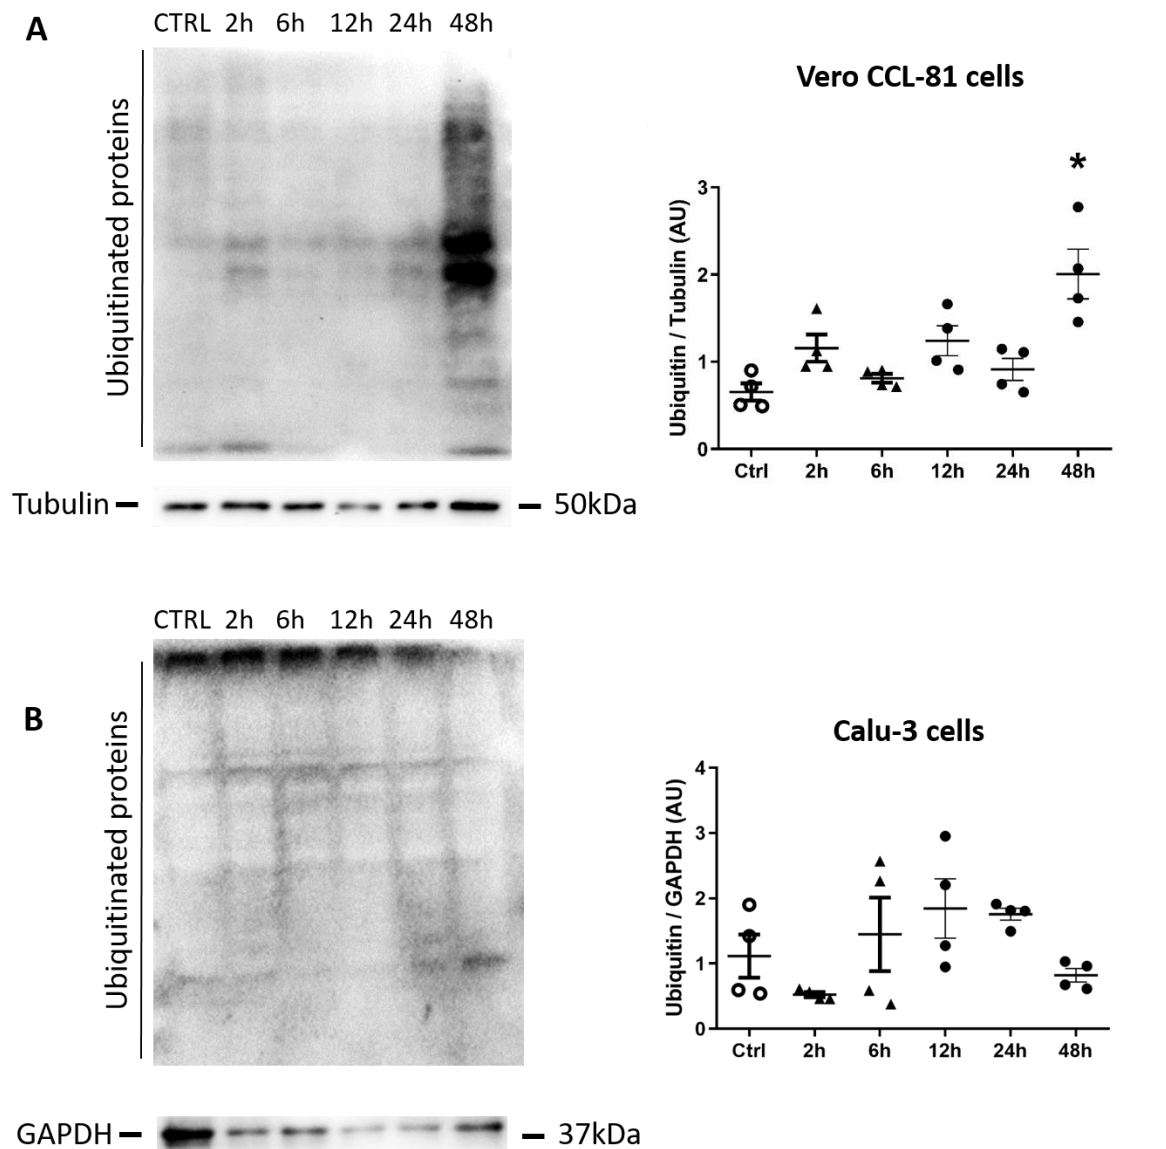 A
CTRL 2h 6h 12h 24h 48h
Ubiquitinated proteins
Tubulin
50kDa
Vero CCL-81 cells
*
Ubiquitin / Tubulin (AU)
3
2
1
0
Ctrl 2h 6h 12h 24h 48h
B
CTRL 2h 6h 12h 24h 48h
Ubiquitinated proteins
GAPDH
37kDa
Calu-3 cells
Ubiquitin / GAPDH (AU)
4
3
2
1
0
Ctrl 2h 6h 12h 24h 48h